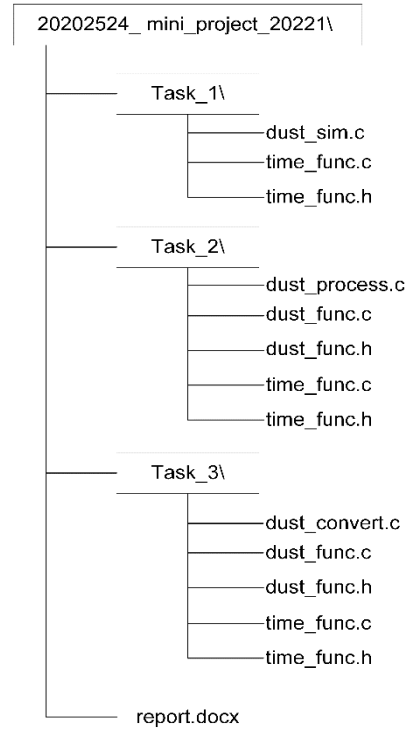 20202524_ mini_project_20221\
Task_1\
dust_sim.c
time_func.c
time_func.h
Task_2\
dust_process.c
dust_func.c
dust_func.h
time_func.c
time_func.h
Task_3\
dust_convert.c
dust_func.c
dust_func.h
time_func.c
time_func.h
report.docx